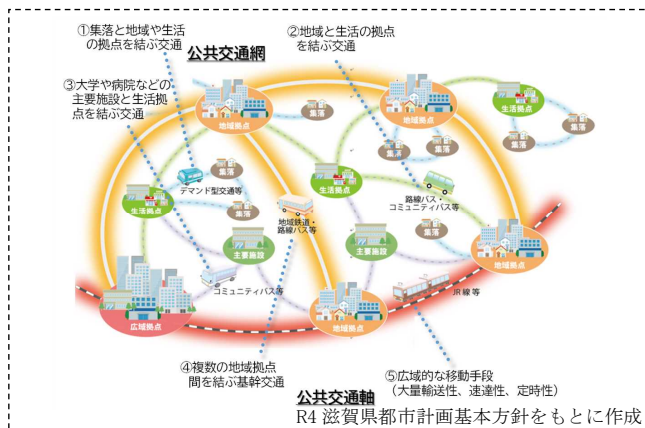 ①集落と地域や生活
の拠点を結ぶ交通
公共交通網
②地域と生活の拠点
を結ぶ交通
③大学や病院などの
主要施設と生活拠
点を結ぶ交通
地域拠点
集落
地域拠点
生活拠点
集落
集落
集落
集落
集落
集落
デマンド型交通等
生活拠点
路線バス・
コミュニティバス等
生活拠点
集落
地域鉄道・
路線バス等
集落
主要施設
主要施設
地域拠点
コミュニティバス等
JR線等
広域拠点
地域拠点
④複数の地域拠点
間を結ぶ基幹交通
⑤広域的な移動手段
（大量輸送性、速達性、定時性）
公共交通軸
R4 滋賀県都市計画基本方針をもとに作成